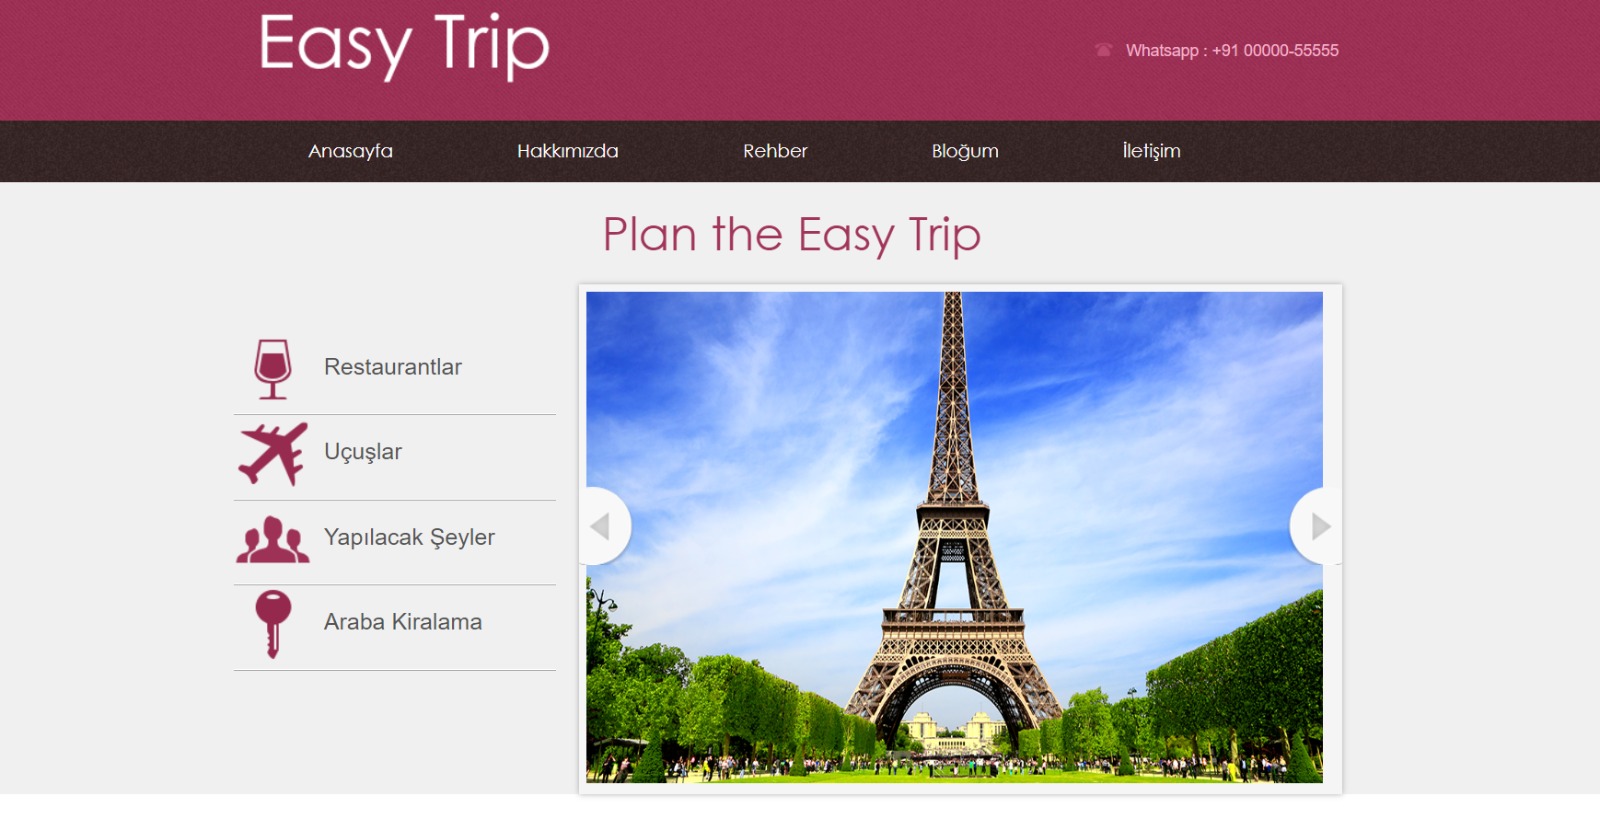 Easy Trip
Whatsapp : +91 00000-55555
Anasayfa Hakkımızda Rehber Bloğum İletişim
Plan the Easy Trip
Restaurantlar
Uçuşlar
Yapılacak Şeyler
Araba Kiralama